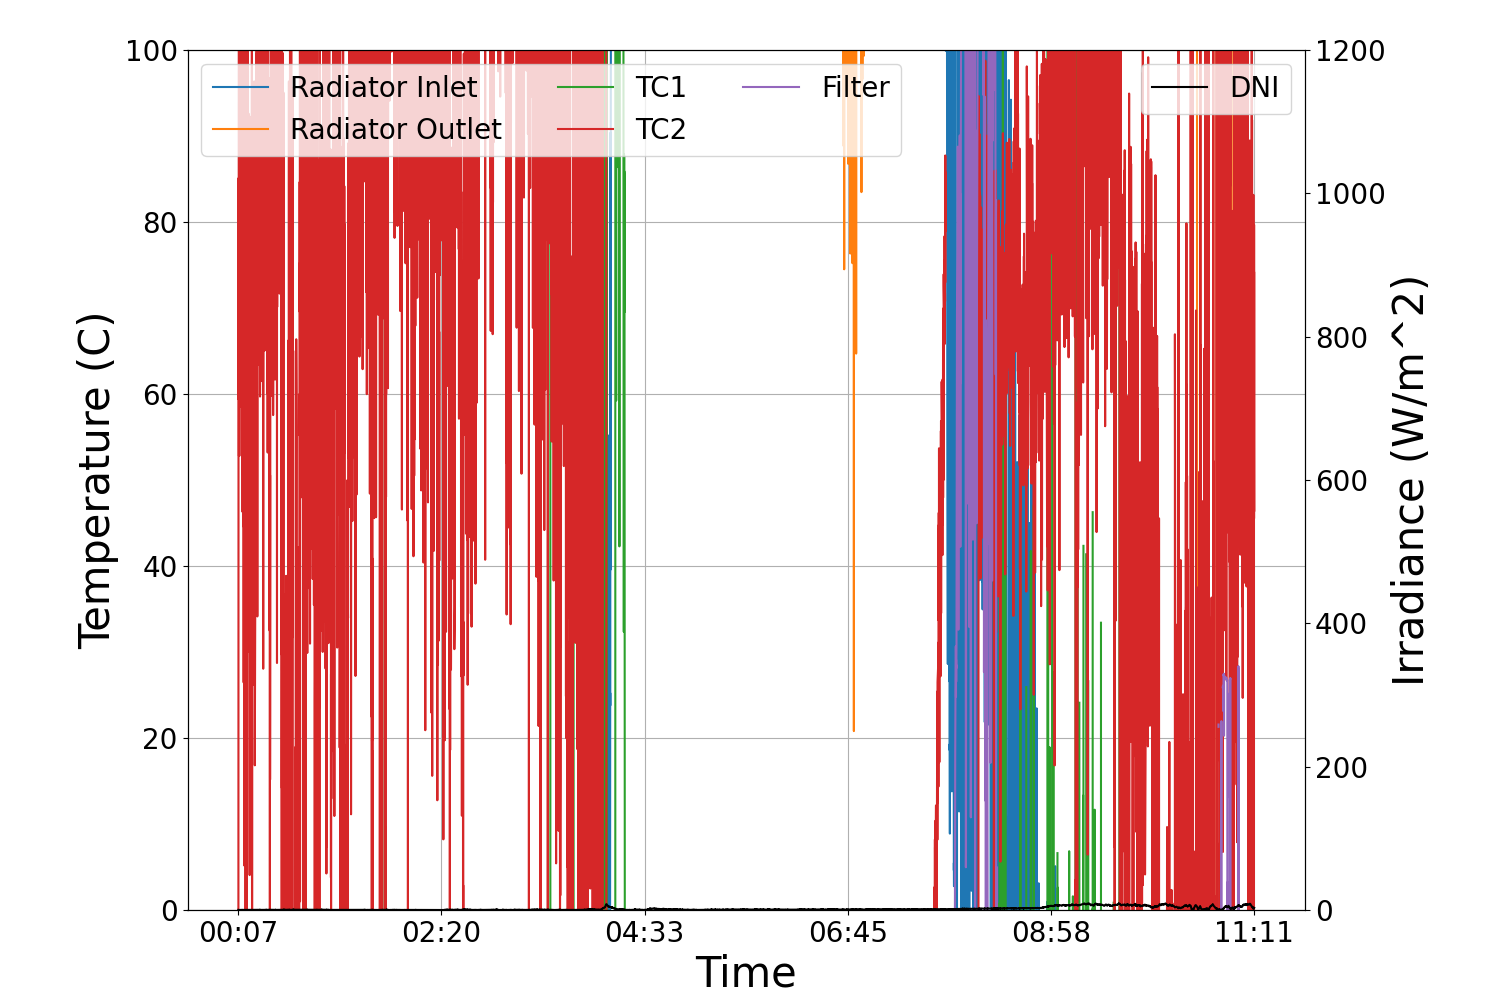 100
80
60
40
20
0
1200
1000
800
600
400
200
0
Radiator Inlet
Radiator Outlet
TC1
TC2
Filter
DNI
Temperature (C)
Irradiance (W/m^2)
00:07
02:20
04:33
06:45
08:58
11:11
Time